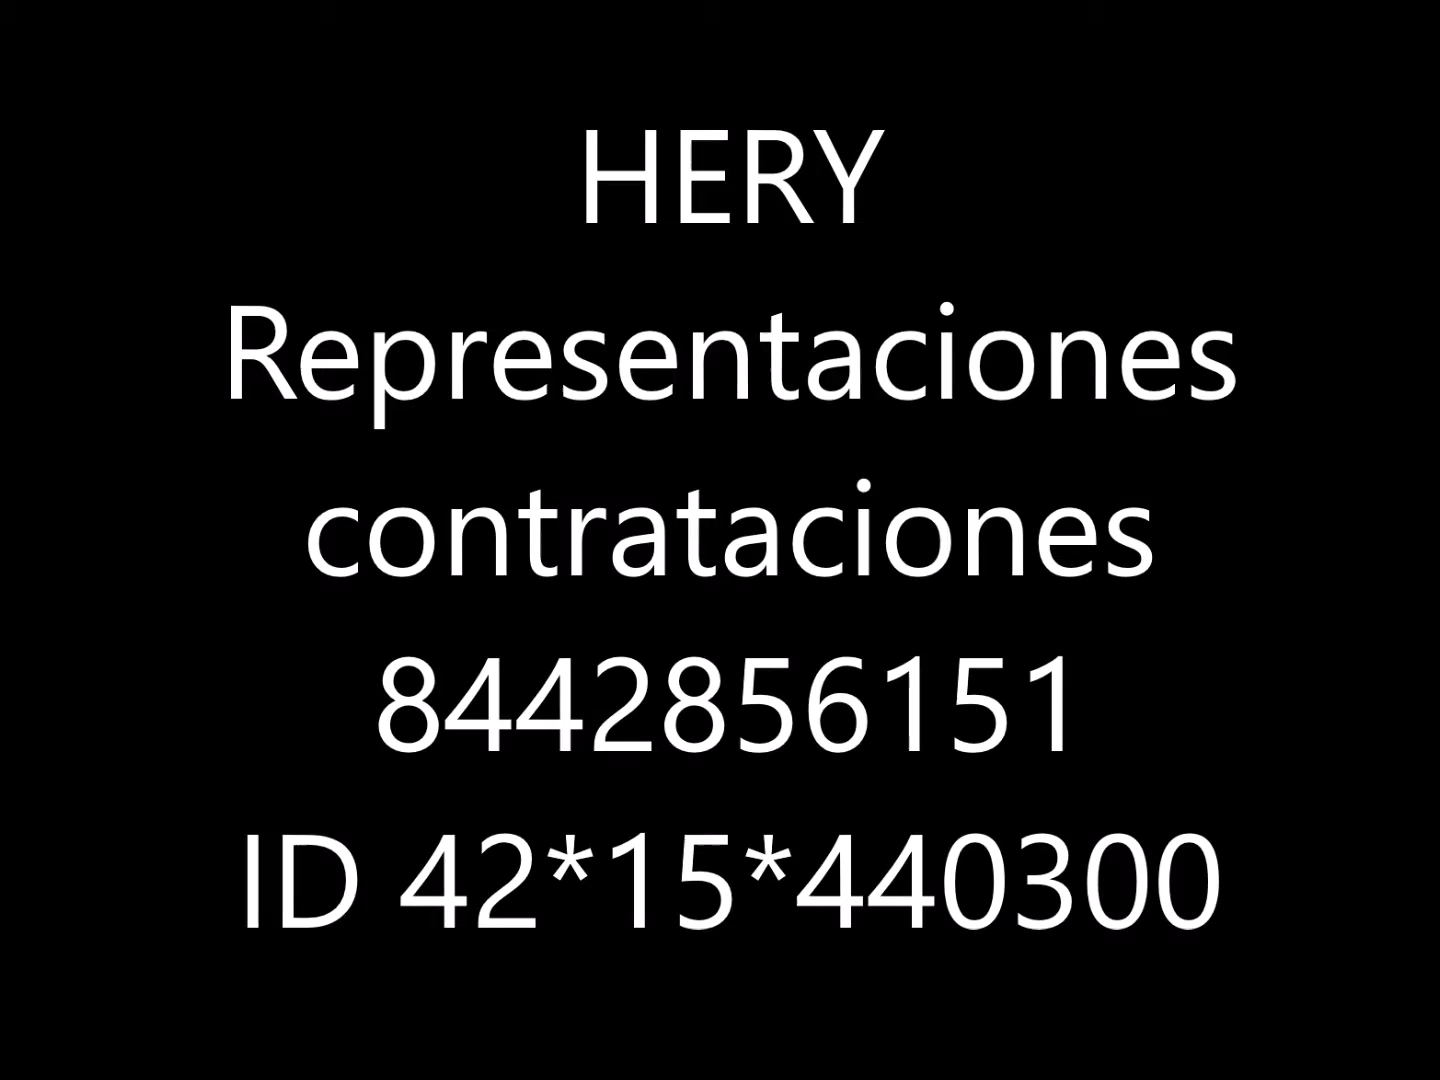 HERY
Representaciones
contrataciones
8442856151
ID 42*15*440300